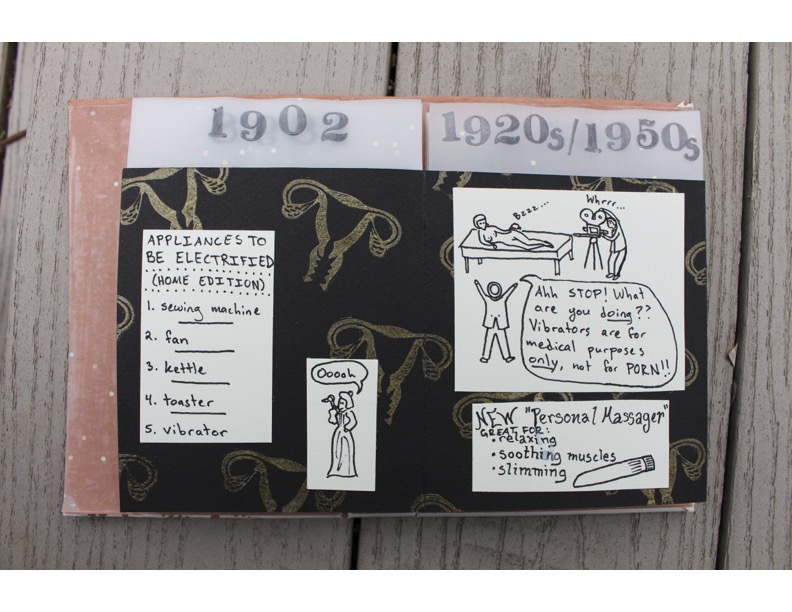 1902
1920s/1950s
APPLIANCES TO
BE ELECTRIFIED
(HOME EDITION)
1. sewing machine
2. fan
3. kettle
4. toaster
5. vibrator
Ooooh
Bzzz...
Whrrr...
Ahh STOP! What
are you doing??
Vibrators are for
medical purposes
only, not for PORN!!
NEW "Personal Massager"
GREAT FOR:
• relaxing
• soothing muscles
• slimming